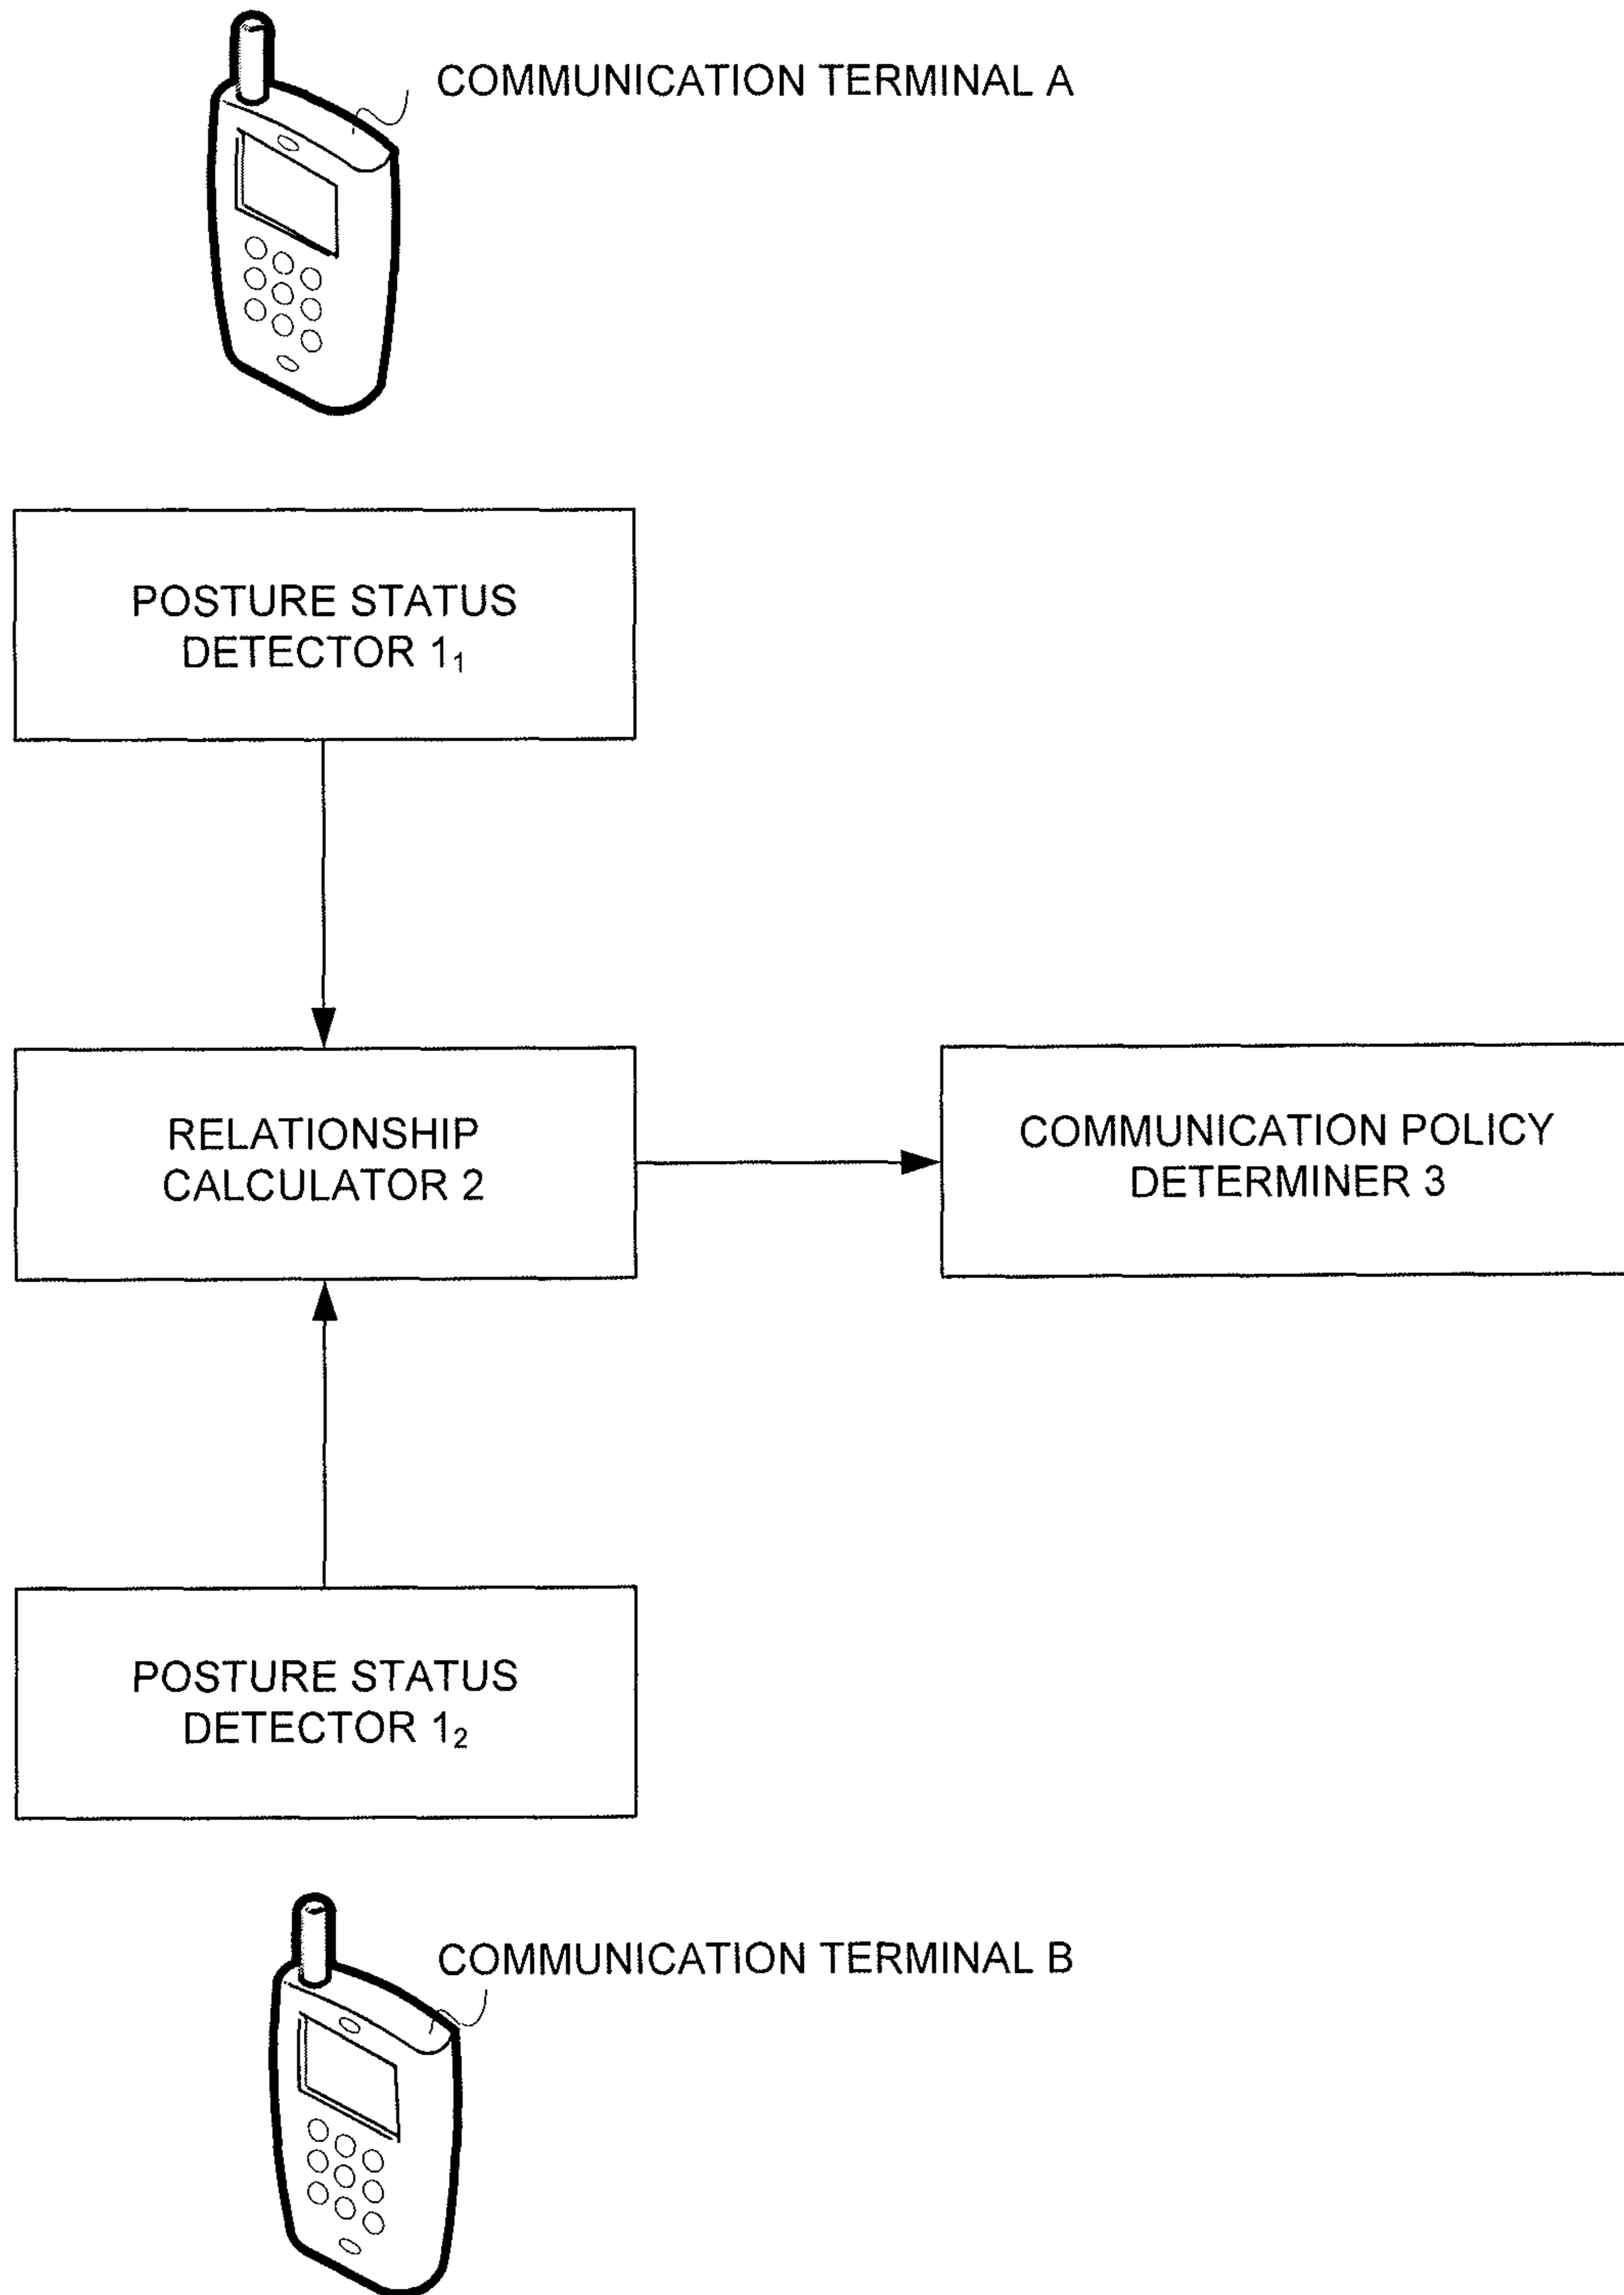 COMMUNICATION TERMINAL A
POSTURE STATUS
DETECTOR 1₁
RELATIONSHIP
CALCULATOR 2
COMMUNICATION POLICY
DETERMINER 3
POSTURE STATUS
DETECTOR 1₂
COMMUNICATION TERMINAL B